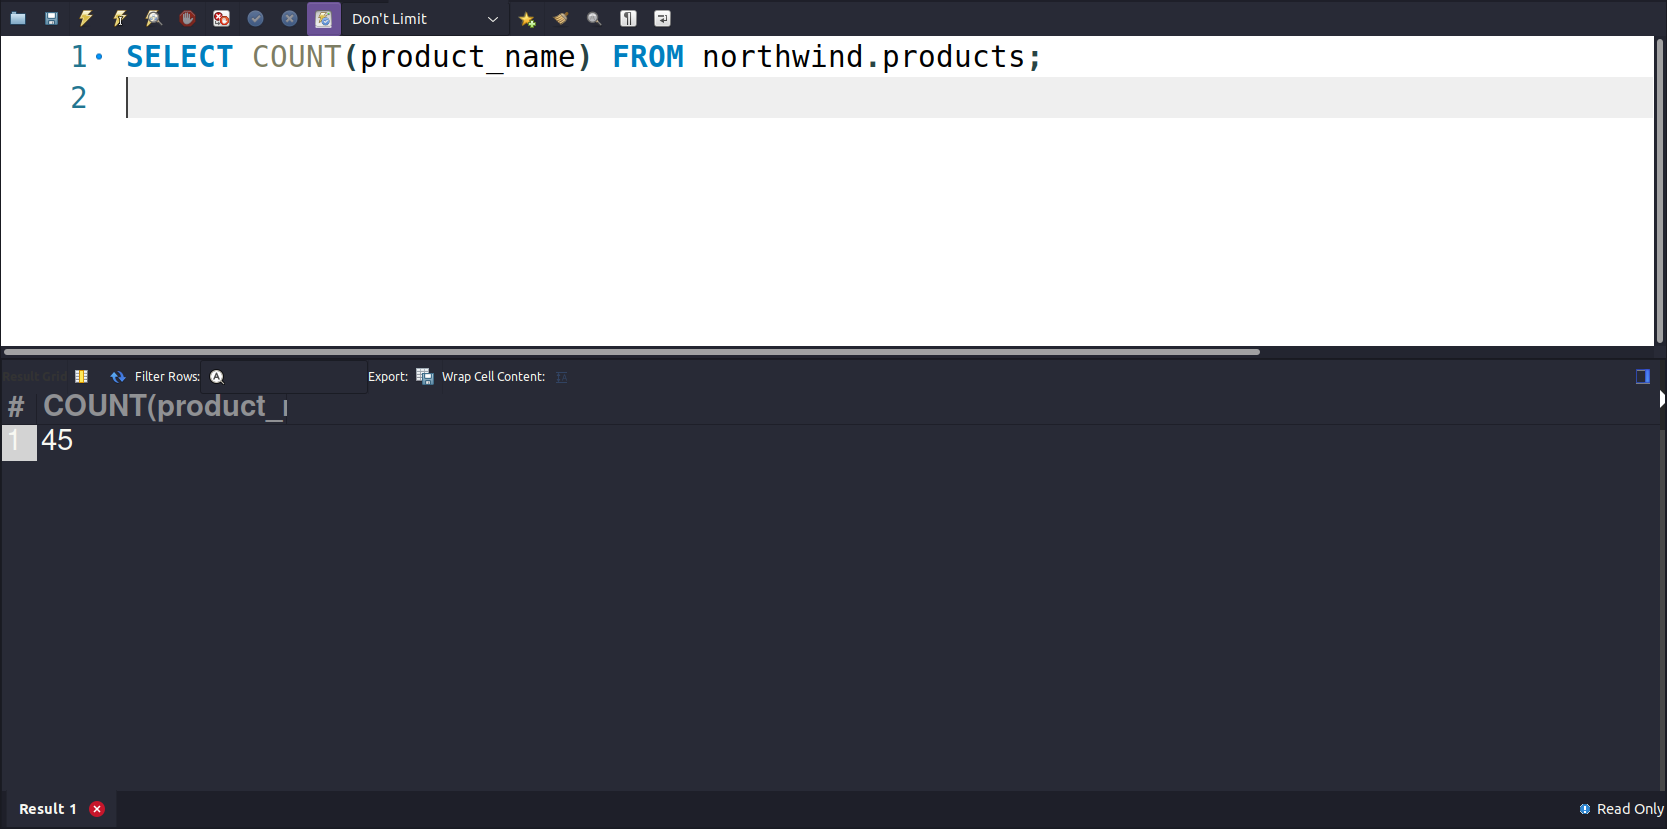 Don't Limit
1 SELECT COUNT(product_name) FROM northwind.products;
2
Result Grid Filter Rows: Export: Wrap Cell Content:
# COUNT(product_
1 45
Result 1 Read Only